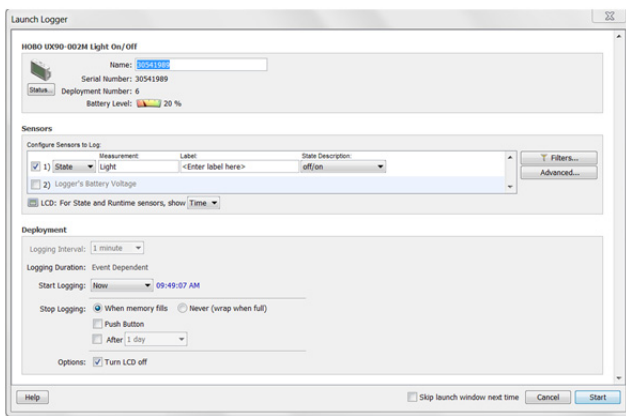 Launch Logger
HOBO UX90-002M Light On/Off
Name: 30541989
Serial Number: 30541989
Status... Deployment Number: 6
Battery Level: 20 %
Sensors
Configure Sensors to Log:
Measurement: Label: State Description:
1) State Light <Enter label here> off/on
2) Logger's Battery Voltage
Filters...
Advanced...
LCD: For State and Runtime sensors, show Time
Deployment
Logging Interval: 1 minute
Logging Duration: Event Dependent
Start Logging: Now 09:49:07 AM
Stop Logging: When memory fills Never (wrap when full)
Push Button
After 1 day
Options: Turn LCD off
Help Skip launch window next time Cancel Start